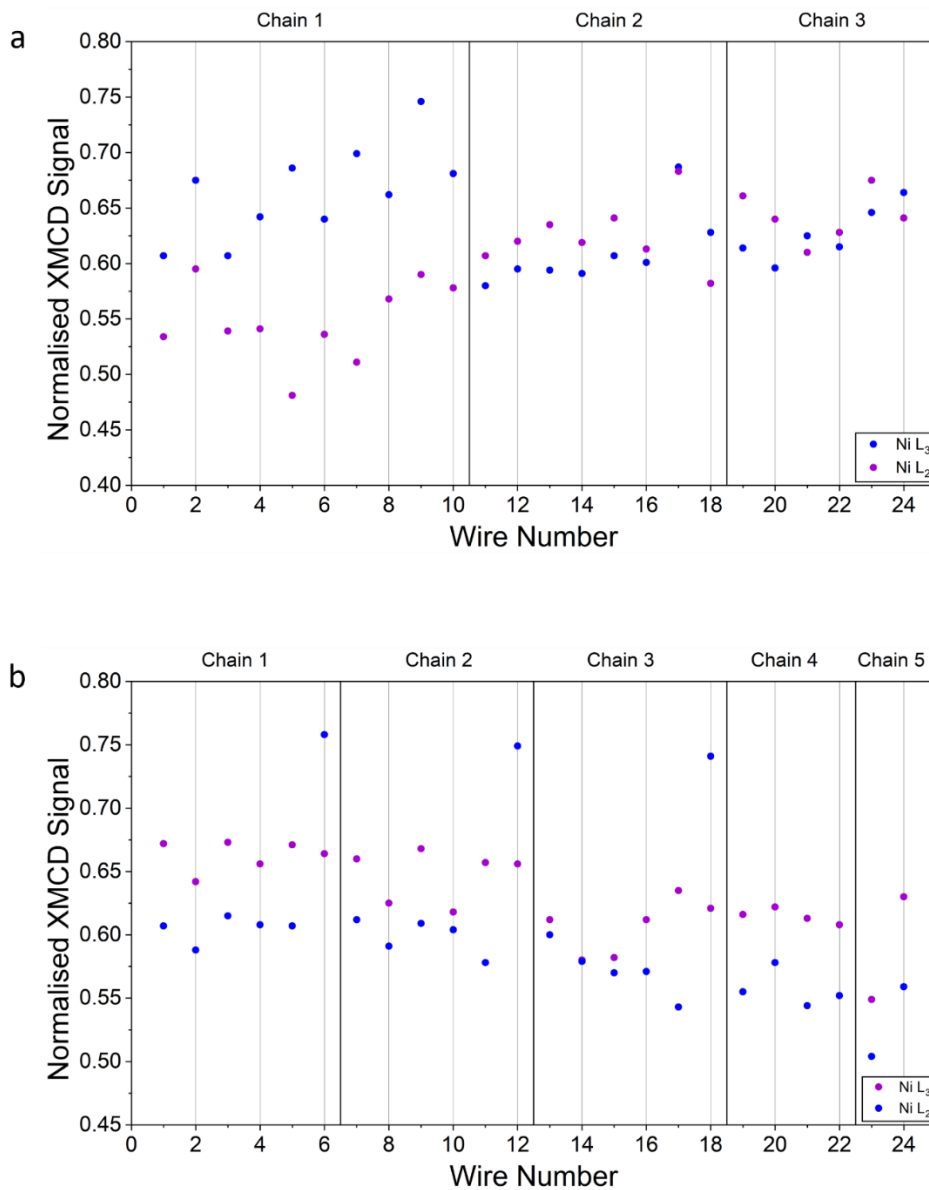 a
Chain 1 Chain 2 Chain 3
0.80
0.75
0.70
0.65
0.60
0.55
0.50
0.45
0.40
Normalised XMCD Signal
0 2 4 6 8 10 12 14 16 18 20 22 24
Wire Number
Ni L3
Ni L2
b
Chain 1 Chain 2 Chain 3 Chain 4 Chain 5
0.80
0.75
0.70
0.65
0.60
0.55
0.50
0.45
Normalised XMCD Signal
0 2 4 6 8 10 12 14 16 18 20 22 24
Wire Number
Ni L3
Ni L2